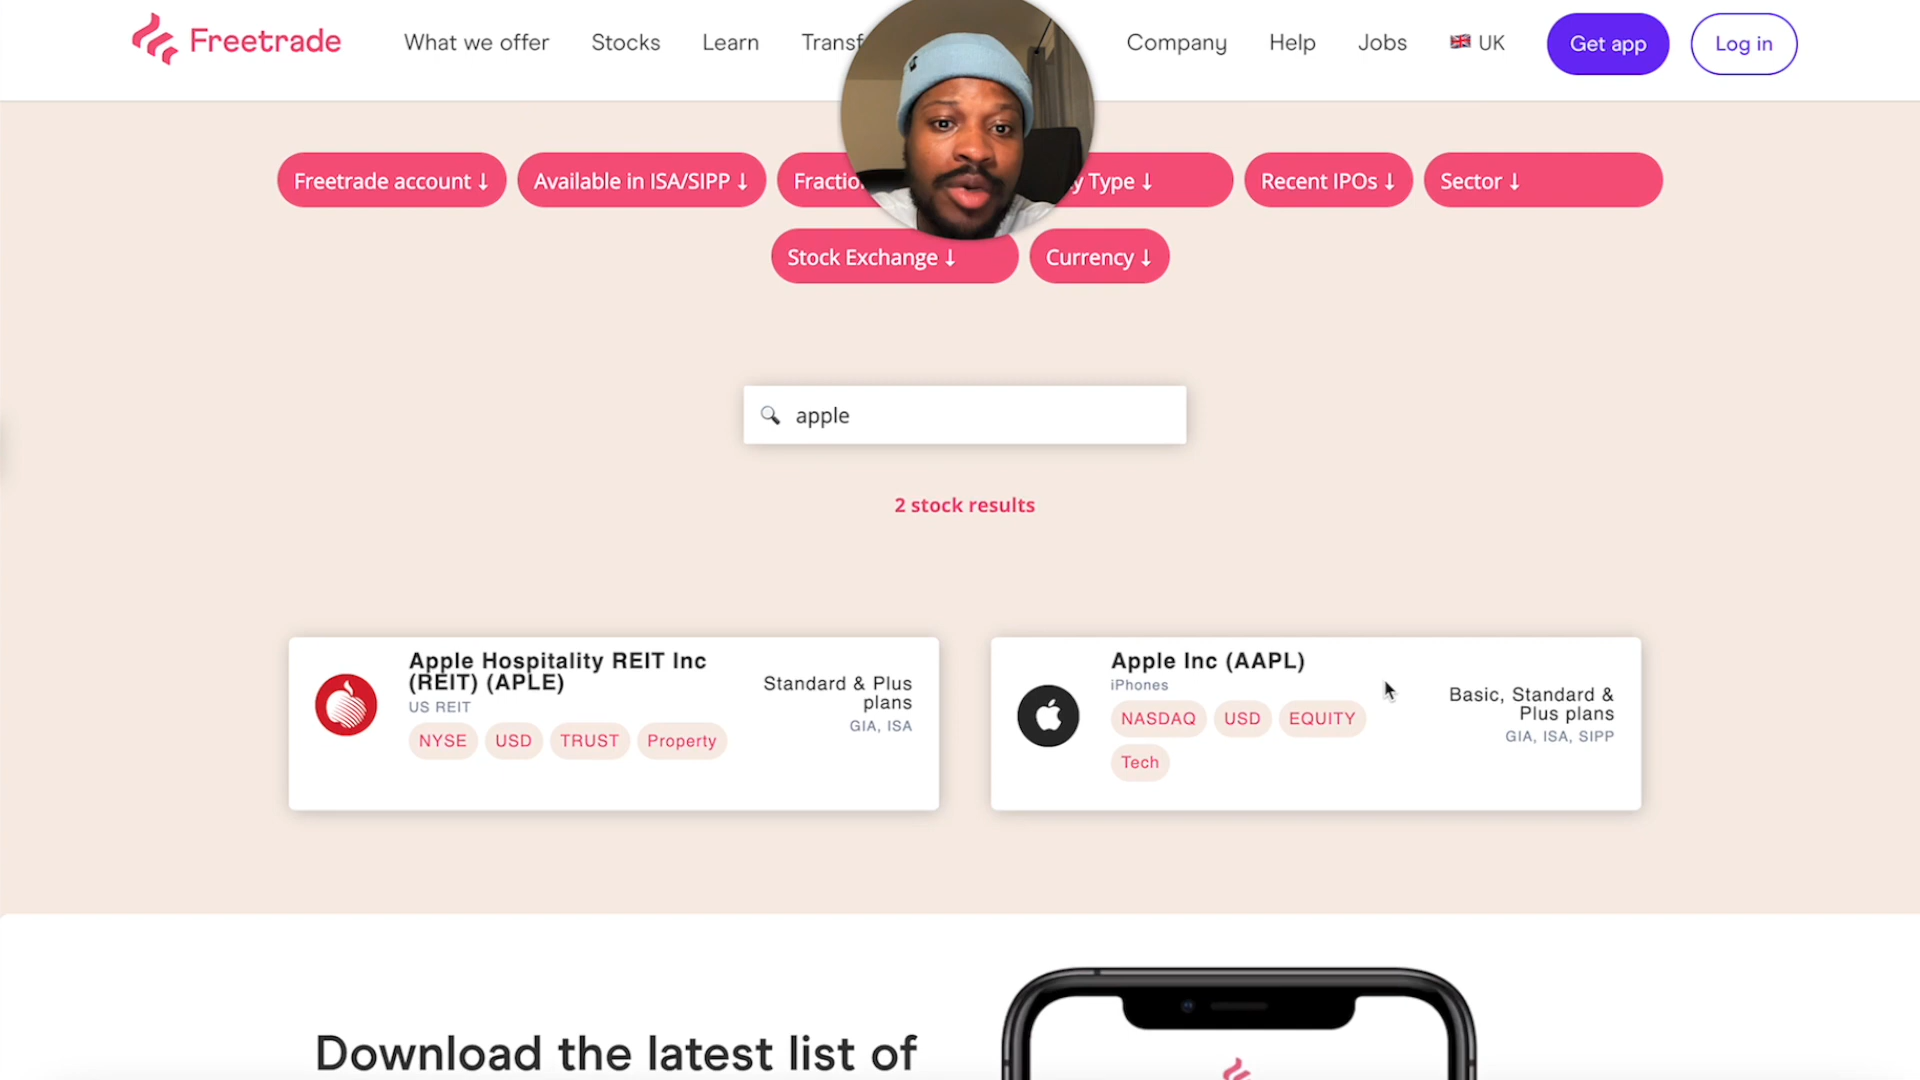 Freetrade
What we offer
Stocks
Learn
Company
Help
Jobs
UK
Get app
Log in
Freetrade account ↓
Available in ISA/SIPP ↓
Type ↓
Recent IPOs ↓
Sector ↓
Stock Exchange ↓
Currency ↓
apple
2 stock results
Apple Hospitality REIT Inc
(REIT) (APLE)
US REIT
NYSE USD TRUST Property
Standard & Plus
plans
GIA, ISA
Apple Inc (AAPL)
iPhones
NASDAQ USD EQUITY
Tech
Basic, Standard &
Plus plans
GIA, ISA, SIPP
Download the latest list of